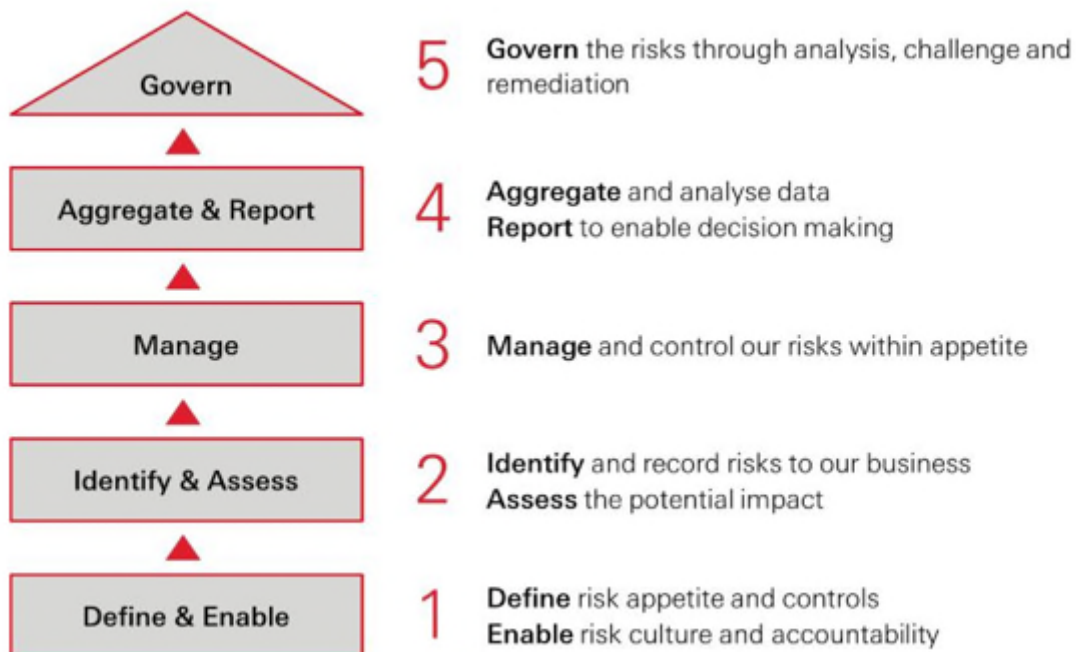 Govern
5
Govern the risks through analysis, challenge and
remediation
Aggregate & Report
4
Aggregate and analyse data
Report to enable decision making
Manage
3
Manage and control our risks within appetite
Identify & Assess
2
Identify and record risks to our business
Assess the potential impact
Define & Enable
1
Define risk appetite and controls
Enable risk culture and accountability